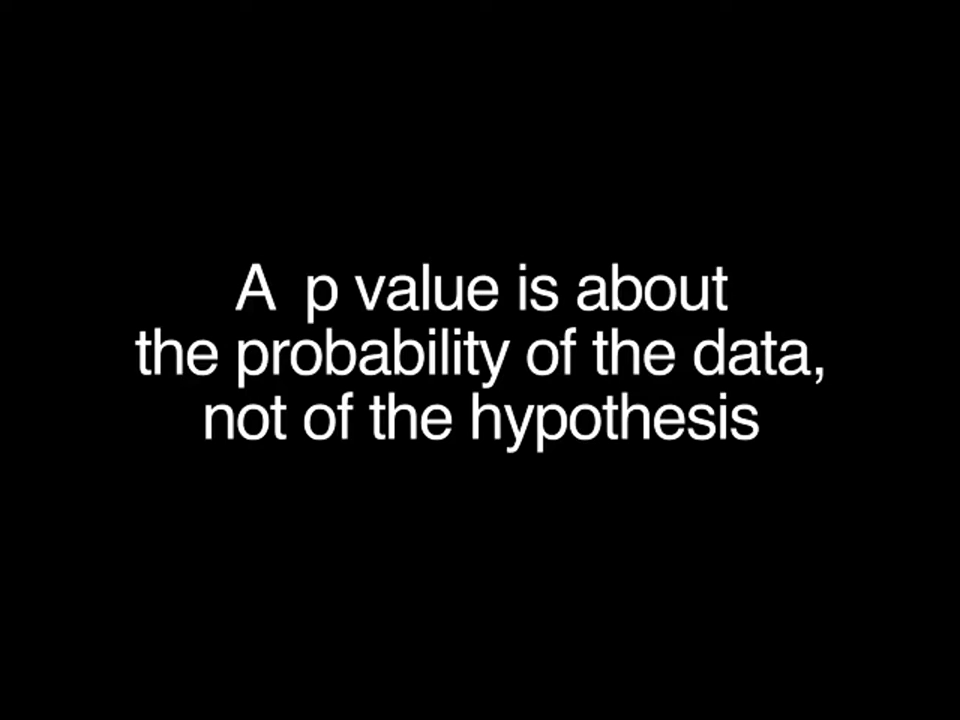 A  p value is about
the probability of the data,
not of the hypothesis